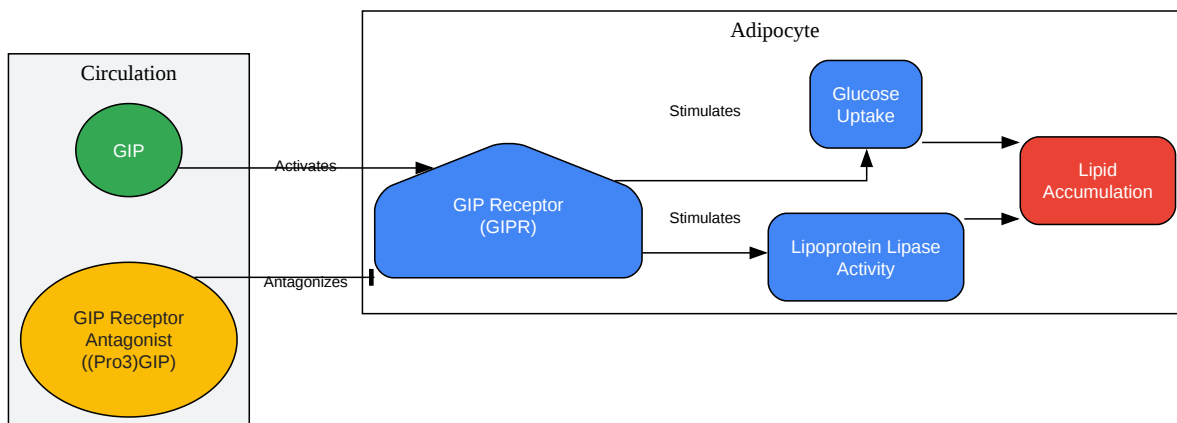 Adipocyte
Circulation
GIP
Activates
GIP Receptor
(GIPR)
Stimulates
Glucose
Uptake
Lipid
Accumulation
Stimulates
Lipoprotein Lipase
Activity
Antagonizes
GIP Receptor
Antagonist
((Pro3)GIP)